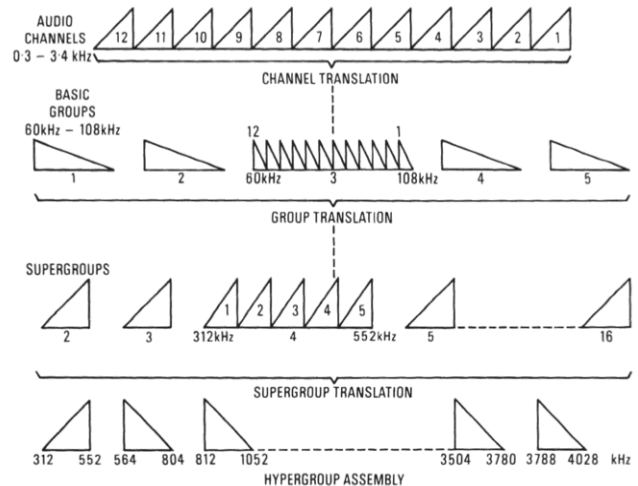 AUDIO
CHANNELS
0·3 – 3·4 kHz
12 11 10 9 8 7 6 5 4 3 2 1
CHANNEL TRANSLATION
BASIC
GROUPS
60kHz – 108kHz
12 1
60kHz 108kHz
1 2 3 4 5
GROUP TRANSLATION
SUPERGROUPS
1 2 3 4 5
312kHz 552kHz
2 3 4 5 16
SUPERGROUP TRANSLATION
312 552 564 804 812 1052 3504 3780 3788 4028 kHz
HYPERGROUP ASSEMBLY